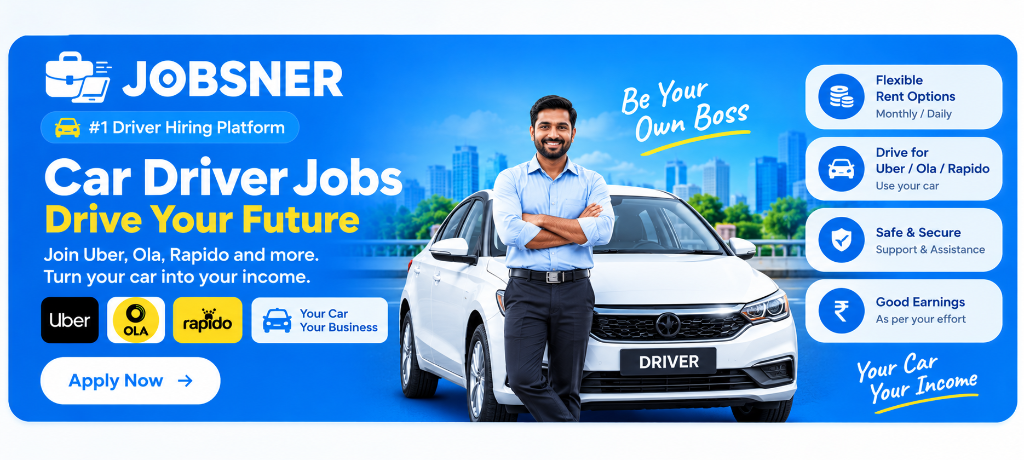 JOBSNER
#1 Driver Hiring Platform
Car Driver Jobs
Drive Your Future
Join Uber, Ola, Rapido and more.
Turn your car into your income.
Uber
OLA
rapido
Your Car
Your Business
Apply Now →
Be Your
Own Boss
DRIVER
Flexible
Rent Options
Monthly / Daily
Drive for
Uber / Ola / Rapido
Use your car
Safe & Secure
Support & Assistance
₹
Good Earnings
As per your effort
Your Car
Your Income